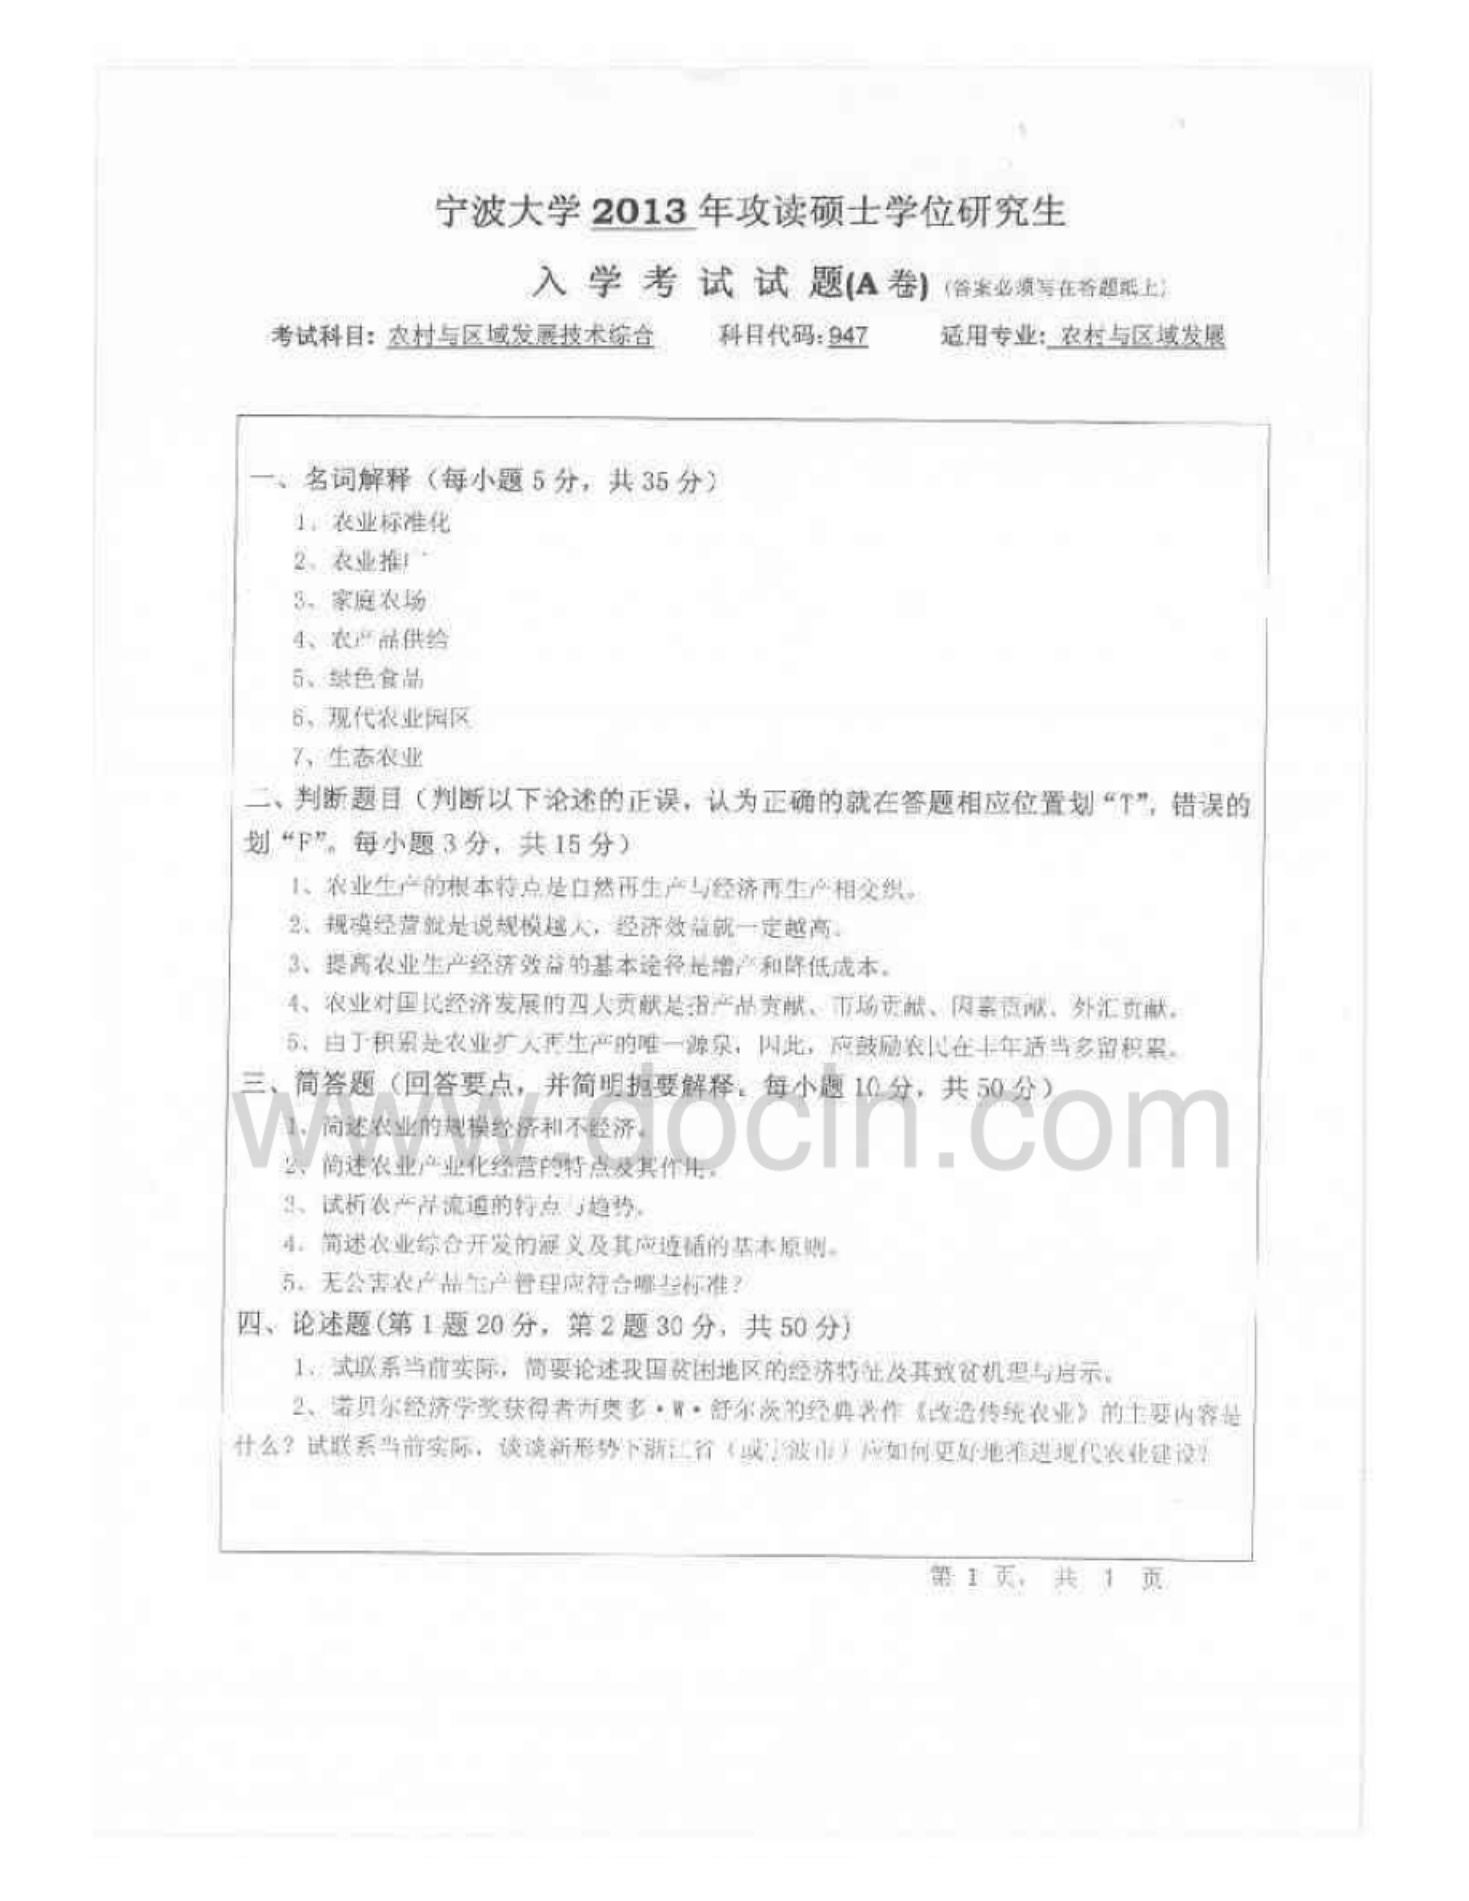 宁波大学 2013 年攻读硕士学位研究生
入 学 考 试 试 题(A 卷) (答案必须写在答题纸上)
考试科目: 农村与区域发展技术综合 科目代码: 947 适用专业: 农村与区域发展
一、名词解释（每小题 5 分，共 35 分）
1、农业标准化
2、农业推广
3、家庭农场
4、农产品供给
5、绿色食品
6、现代农业园区
7、生态农业
二、判断题目（判断以下论述的正误，认为正确的就在答题相应位置划“T”，错误的
划“F”。每小题 3 分，共 15 分）
1、农业生产的根本特点是自然再生产与经济再生产相交织。
2、规模经营就是说规模越大，经济效益就一定越高。
3、提高农业生产经济效益的基本途径是增产和降低成本。
4、农业对国民经济发展的四大贡献是指产品贡献、市场贡献、因素贡献、外汇贡献。
5、由于积累是农业扩大再生产的唯一源泉，因此，应鼓励农民在丰年适当多留积累。
三、简答题（回答要点，并简明扼要解释。每小题 10 分，共 50 分）
1、简述农业的规模经济和不经济。
2、简述农业产业化经营的特点及其作用。
3、试析农产品流通的特点与趋势。
4、简述农业综合开发的涵义及其应遵循的基本原则。
5、无公害农产品生产管理应符合哪些标准？
四、论述题(第 1 题 20 分，第 2 题 30 分，共 50 分)
1、试联系当前实际，简要论述我国贫困地区的经济特征及其致贫机理与启示。
2、诺贝尔经济学奖获得者西奥多·W·舒尔茨的经典著作《改造传统农业》的主要内容是
什么？试联系当前实际，谈谈新形势下浙江省（或宁波市）应如何更好地推进现代农业建设？
第 1 页，共 1 页
www.docin.com